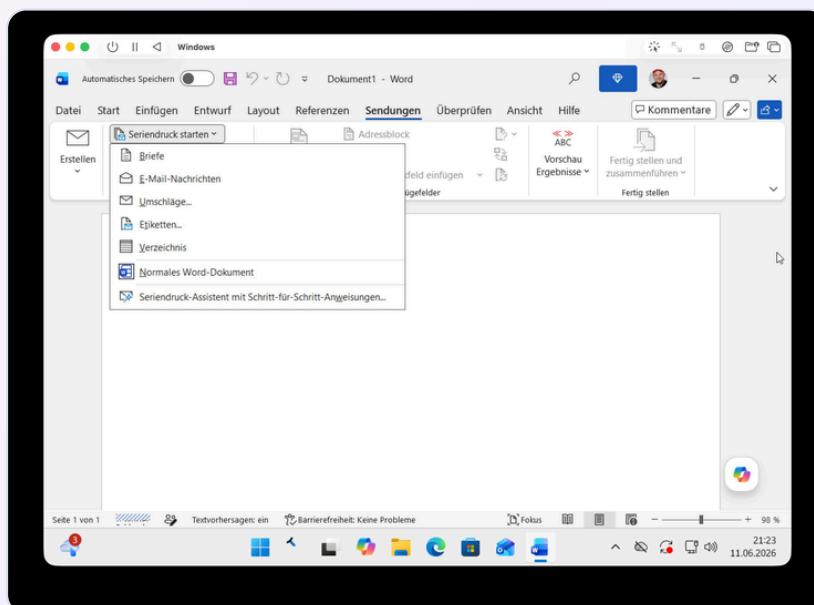 Windows
Automatisches Speichern
Dokument1 - Word
Datei Start Einfügen Entwurf Layout Referenzen Sendungen Überprüfen Ansicht Hilfe Kommentare
Erstellen
Seriendruck starten
Adressblock
feld einfügen
ügefelder
ABC
Vorschau
Ergebnisse
Fertig stellen und
zusammenführen
Fertig stellen
Briefe
E-Mail-Nachrichten
Umschläge...
Etiketten...
Verzeichnis
Normales Word-Dokument
Seriendruck-Assistent mit Schritt-für-Schritt-Anweisungen...
Seite 1 von 1 Textvorhersagen: ein Barrierefreiheit: Keine Probleme Fokus 98 %
3
21:23
11.06.2026